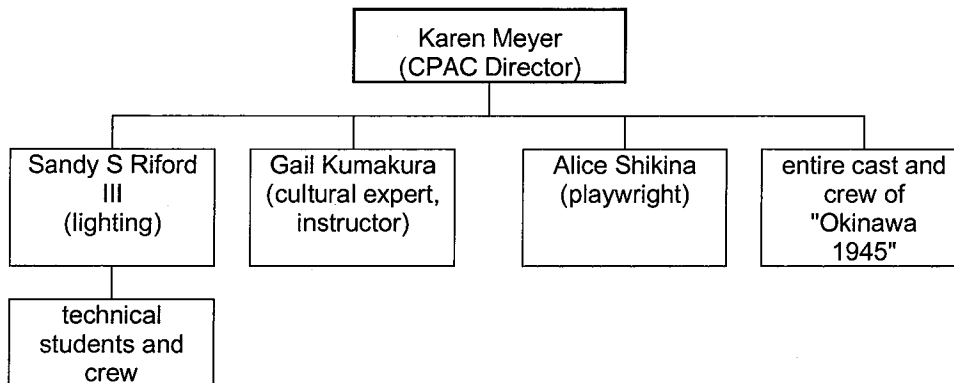 Karen Meyer
(CPAC Director)
Sandy S Riford
III
(lighting)
Gail Kumakura
(cultural expert,
instructor)
Alice Shikina
(playwright)
entire cast and
crew of
"Okinawa
1945"
technical
students and
crew